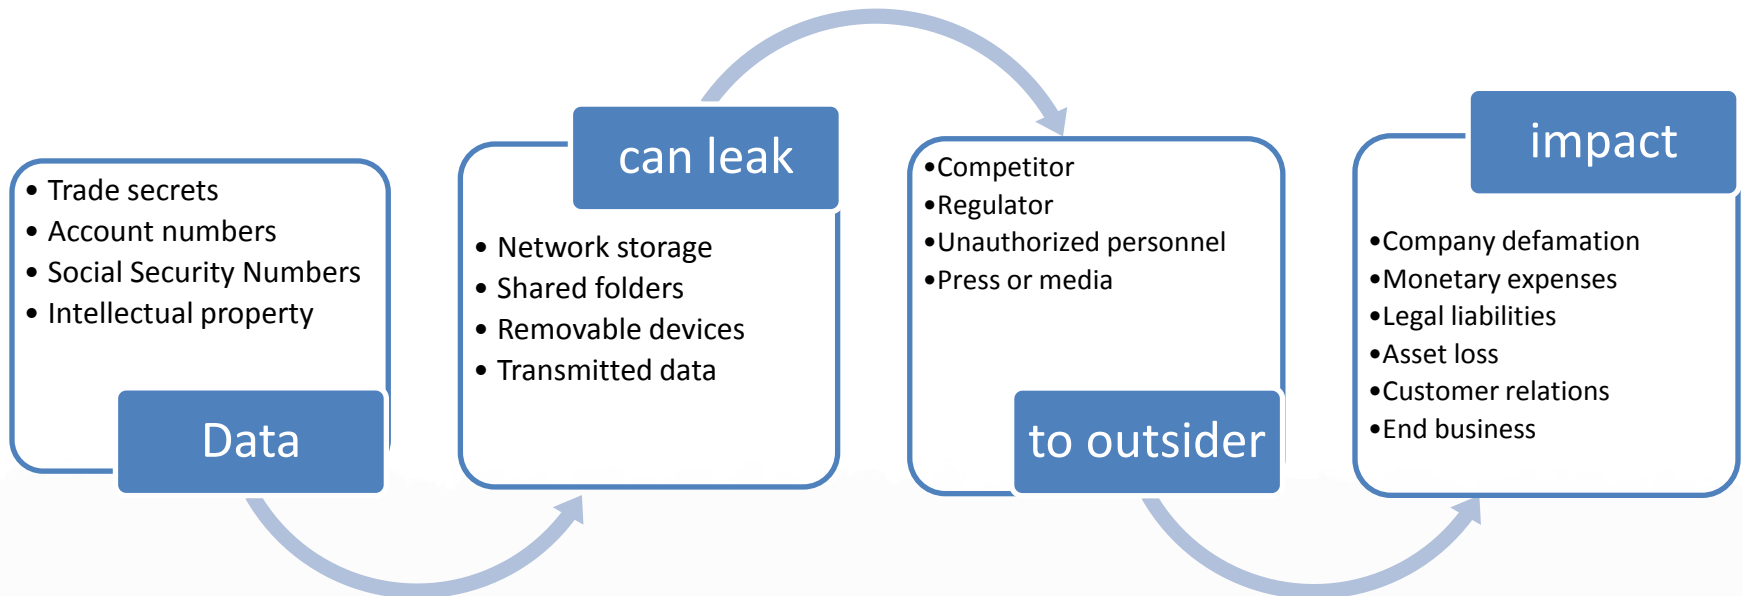 • Trade secrets
• Account numbers
• Social Security Numbers
• Intellectual property
Data
can leak
• Network storage
• Shared folders
• Removable devices
• Transmitted data
•Competitor
•Regulator
•Unauthorized personnel
•Press or media
to outsider
impact
•Company defamation
•Monetary expenses
•Legal liabilities
•Asset loss
•Customer relations
•End business